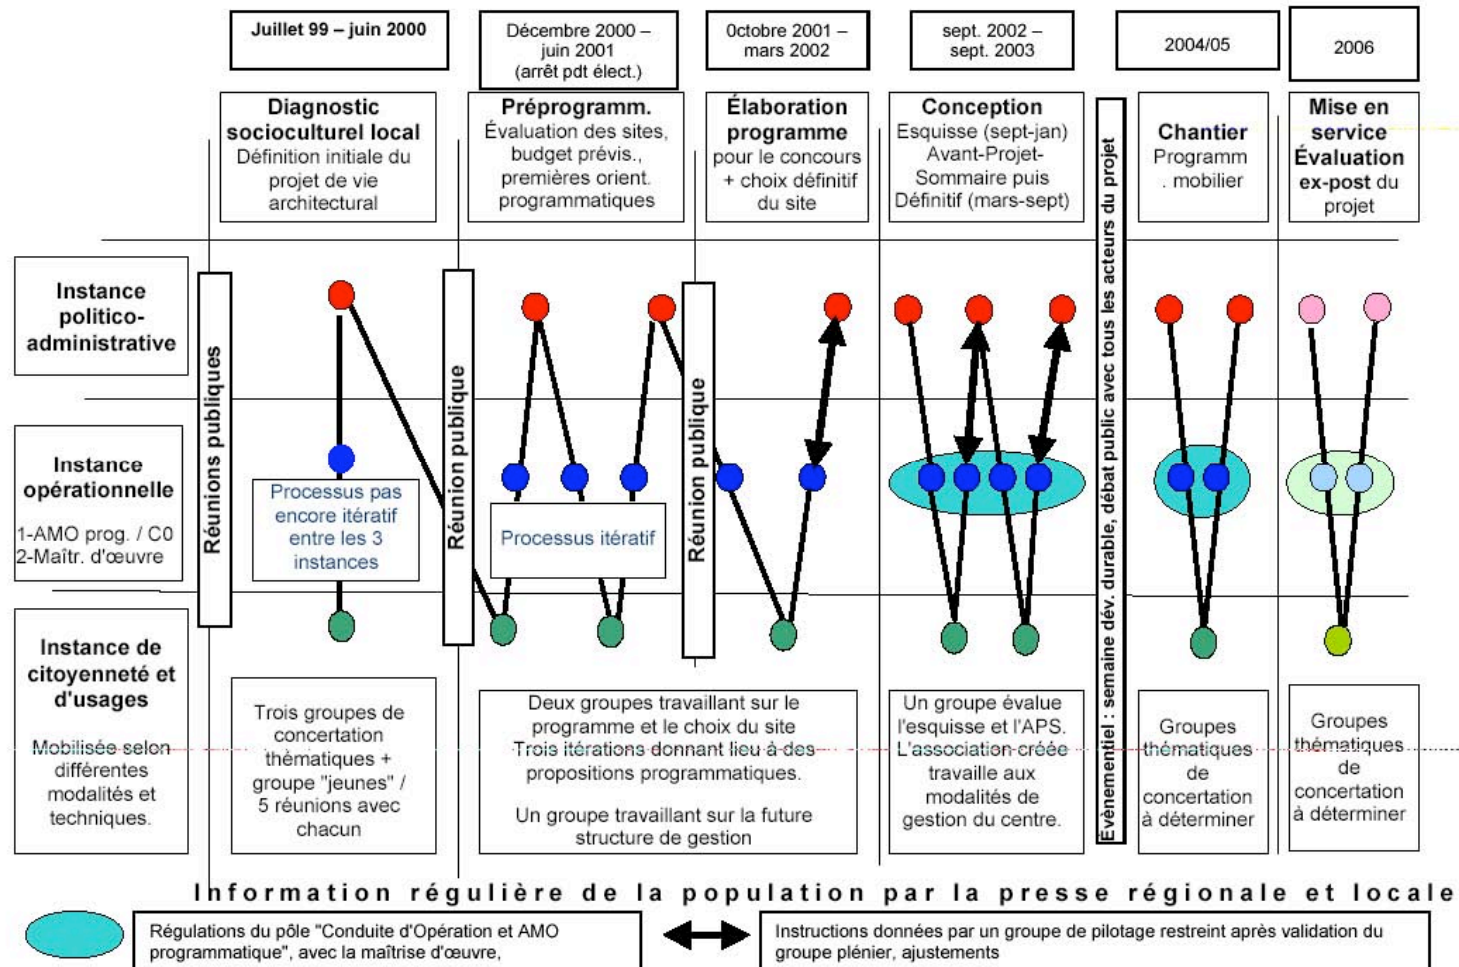 Juillet 99 – juin 2000
Décembre 2000 –
juin 2001
(arrêt pdt élect.)
0ctobre 2001 –
mars 2002
sept. 2002 –
sept. 2003
2004/05
2006
Diagnostic
socioculturel local
Définition initiale du
projet de vie
architectural
Préprogramm.
Évaluation des sites,
budget prévis.,
premières orient.
programmatiques
Élaboration
programme
pour le concours
+ choix définitif
du site
Conception
Esquisse (sept-jan)
Avant-Projet-
Sommaire puis
Définitif (mars-sept)
Chantier
Programm
. mobilier
Mise en
service
Évaluation
ex-post du
projet
Instance
politico-
administrative
Instance
opérationnelle
1-AMO prog. / C0
2-Maîtr. d'œuvre
Instance de
citoyenneté et
d'usages
Mobilisée selon
différentes
modalités et
techniques.
Réunions publiques
Réunion publique
Réunion publique
Évènementiel : semaine dév. durable, débat public avec tous les acteurs du projet
Processus pas
encore itératif
entre les 3
instances
Processus itératif
Trois groupes de
concertation
thématiques +
groupe "jeunes" /
5 réunions avec
chacun
Deux groupes travaillant sur le
programme et le choix du site
Trois itérations donnant lieu à des
propositions programmatiques.
Un groupe travaillant sur la future
structure de gestion
Un groupe évalue
l'esquisse et l'APS.
L'association créée
travaille aux
modalités de
gestion du centre.
Groupes
thématiques
de
concertation
à déterminer
Groupes
thématiques
de
concertation
à déterminer
Information régulière de la population par la presse régionale et locale
Régulations du pôle "Conduite d'Opération et AMO
programmatique", avec la maîtrise d'œuvre,
Instructions données par un groupe de pilotage restreint après validation du
groupe plénier, ajustements